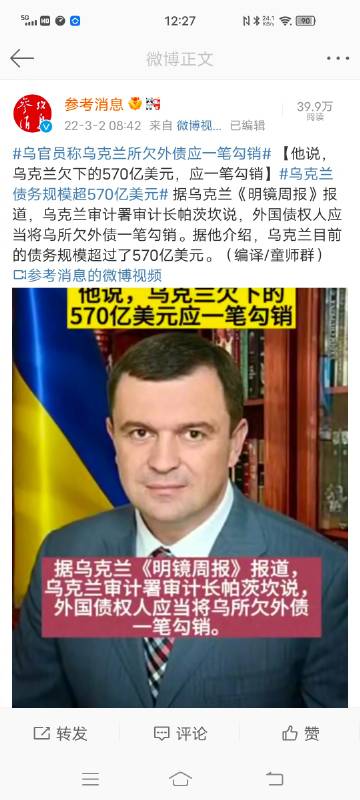 5G
HD
12:27
24.1
K/s
90
微博正文
参考消息
39.9万
阅读
22-3-2 08:42 来自 微博视... 已编辑
#乌官员称乌克兰所欠外债应一笔勾销# 【他说，
乌克兰欠下的570亿美元，应一笔勾销】#乌克兰
债务规模超570亿美元# 据乌克兰《明镜周报》报
道，乌克兰审计署审计长帕茨坎说，外国债权人应
当将乌所欠外债一笔勾销。据他介绍，乌克兰目前
的债务规模超过了570亿美元。（编译/童师群）
参考消息的微博视频
他说，乌克兰欠下的
570亿美元应一笔勾销
据乌克兰《明镜周报》报道，
乌克兰审计署审计长帕茨坎说，
外国债权人应当将乌所欠外债
一笔勾销。
转发
评论
赞